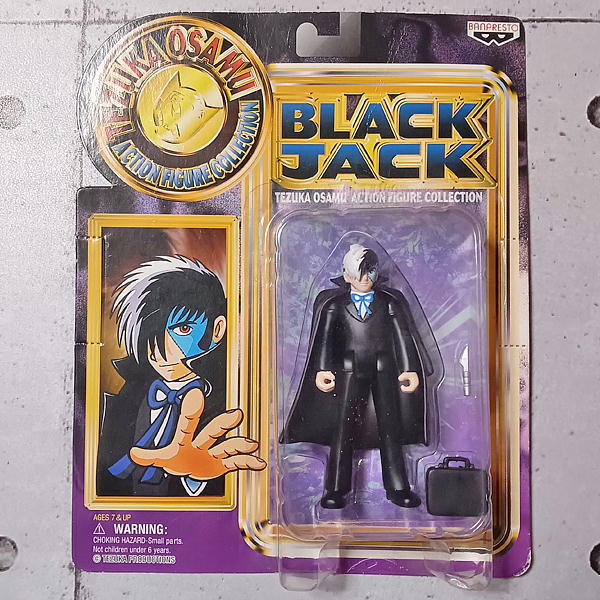 TEZUKA OSAMU
ACTION FIGURE COLLECTION
BANPRESTO
BLACK
JACK
TEZUKA OSAMU ACTION FIGURE COLLECTION
AGES 7 & UP
WARNING:
CHOKING HAZARD-Small parts.
Not children under 6 years.
© TEZUKA PRODUCTIONS